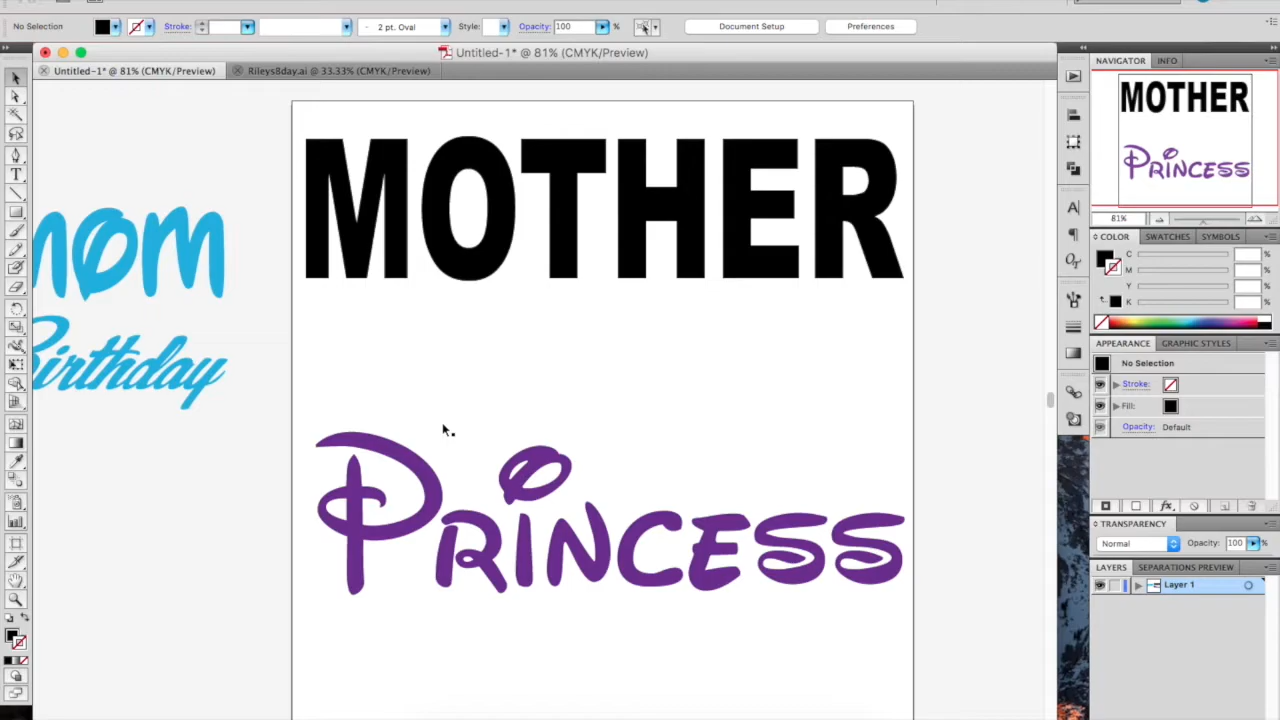 No Selection Stroke: 2 pt. Oval Style: Opacity: 100 % Document Setup Preferences
Untitled-1* @ 81% (CMYK/Preview)
Untitled-1* @ 81% (CMYK/Preview) Rileys8day.ai @ 33.33% (CMYK/Preview)
MOTHER
mom
Birthday
PRINCESS
NAVIGATOR INFO
MOTHER
PRINCESS
81%
COLOR SWATCHES SYMBOLS
C %
M %
Y %
K %
APPEARANCE GRAPHIC STYLES
No Selection
Stroke:
Fill:
Opacity: Default
fx
TRANSPARENCY
Normal Opacity: 100 %
LAYERS SEPARATIONS PREVIEW
Layer 1